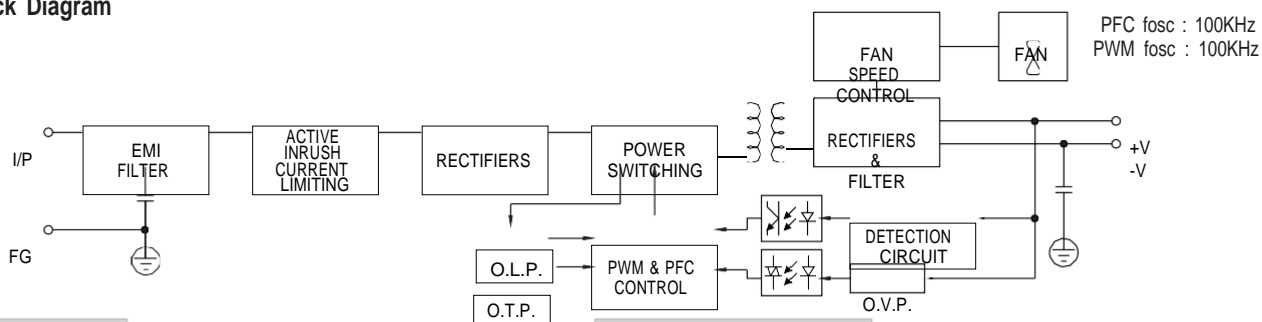 ck Diagram
PFC fosc : 100KHz
PWM fosc : 100KHz
FAN
SPEED
CONTROL
FAN
I/P
EMI
FILTER
ACTIVE
INRUSH
CURRENT
LIMITING
RECTIFIERS
POWER
SWITCHING
RECTIFIERS
&
FILTER
+V
-V
FG
O.L.P.
O.T.P.
PWM & PFC
CONTROL
DETECTION
CIRCUIT
O.V.P.